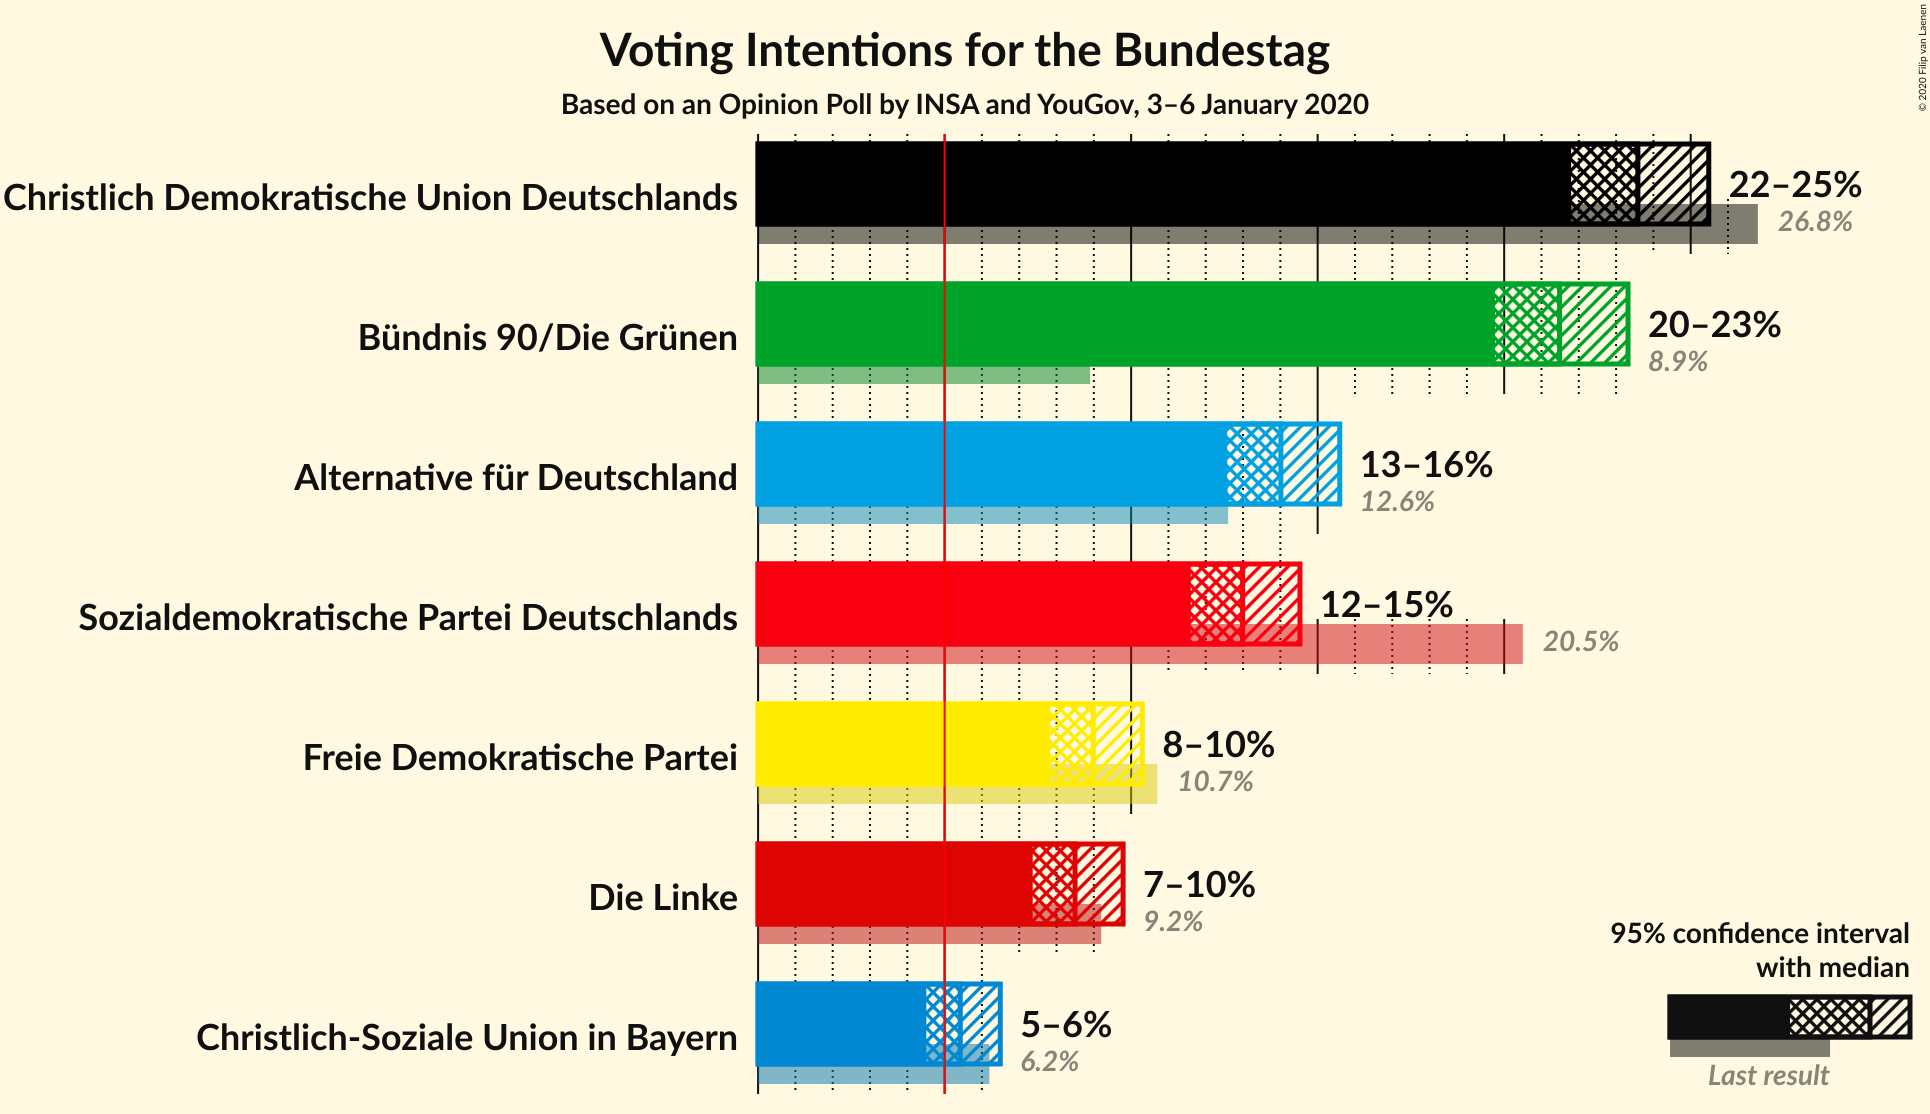 Voting Intentions for the Bundestag
Based on an Opinion Poll by INSA and YouGov, 3–6 January 2020
© 2020 Filip van Laenen
Christlich Demokratische Union Deutschlands
22–25%
26.8%
Bündnis 90/Die Grünen
20–23%
8.9%
Alternative für Deutschland
13–16%
12.6%
Sozialdemokratische Partei Deutschlands
12–15%
20.5%
Freie Demokratische Partei
8–10%
10.7%
Die Linke
7–10%
9.2%
Christlich-Soziale Union in Bayern
5–6%
6.2%
95% confidence interval
with median
Last result